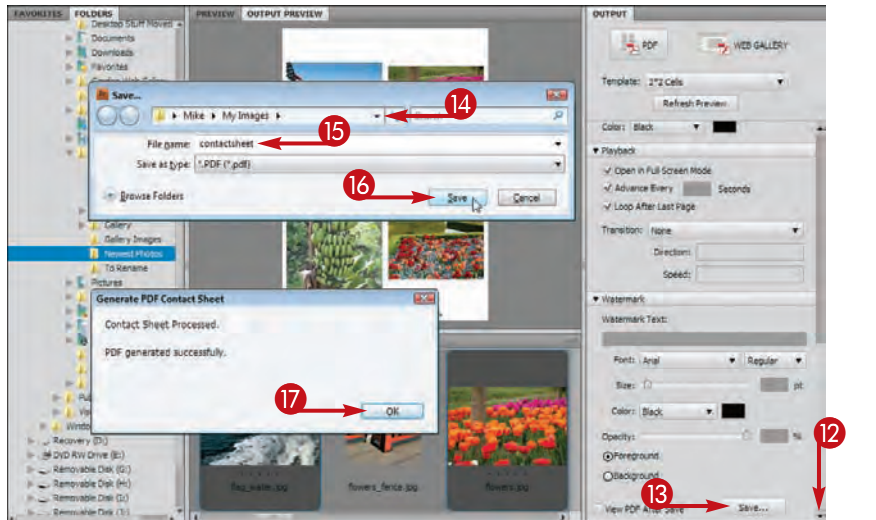 FAVORITES FOLDERS
Desktop Stuff Moved
Documents
Downloads
Favorites
Gallery
Gallery Images
Newest Photos
To Rename
Pictures
Recovery (D:)
DVD RW Drive (E:)
Removable Disk (G:)
Removable Disk (H:)
Removable Disk (I:)
PREVIEW OUTPUT PREVIEW
Save...
Mike My Images
14
File name: contactsheet
15
Save as type: *.PDF (*.pdf)
Browse Folders
16
Save Cancel
Generate PDF Contact Sheet
Contact Sheet Processed.
PDF generated successfully.
17
OK
flowers_fence.jpg
flowers.jpg
OUTPUT
PDF WEB GALLERY
Template: 2*2 Cells
Refresh Preview
Color: Black
Playback
Open in Full Screen Mode
Advance Every Seconds
Loop After Last Page
Transition: None
Direction:
Speed:
Watermark
Watermark Text:
Font: Arial Regular
Size: pt
Color: Black
Opacity: %
12
Foreground
Background
13
View PDF After Save Save...